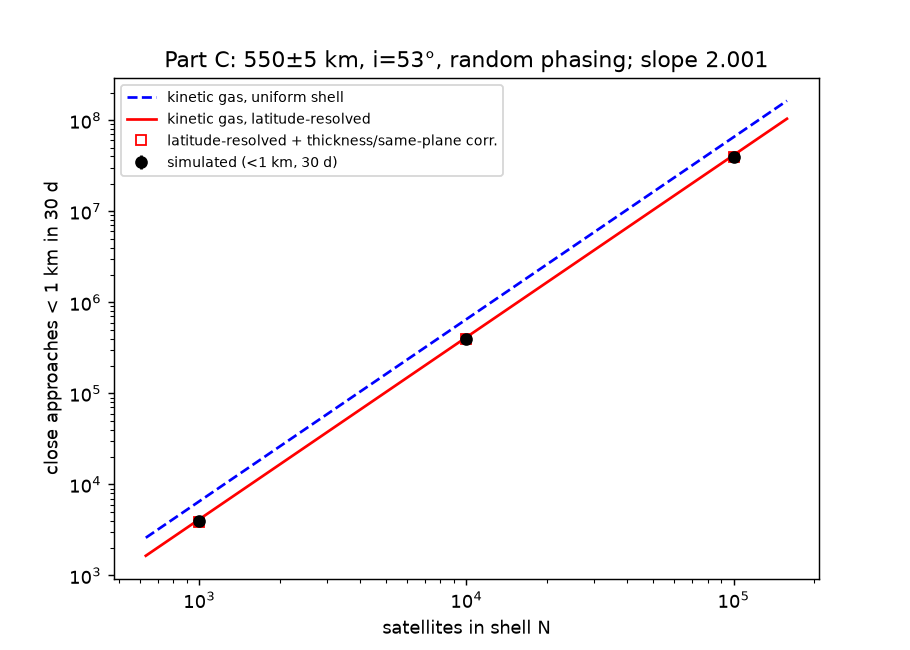 Part C: 550±5 km, i=53°, random phasing; slope 2.001
kinetic gas, uniform shell
kinetic gas, latitude-resolved
latitude-resolved + thickness/same-plane corr.
simulated (<1 km, 30 d)
close approaches < 1 km in 30 d
10⁸
10⁷
10⁶
10⁵
10⁴
10³
10³ 10⁴ 10⁵
satellites in shell N